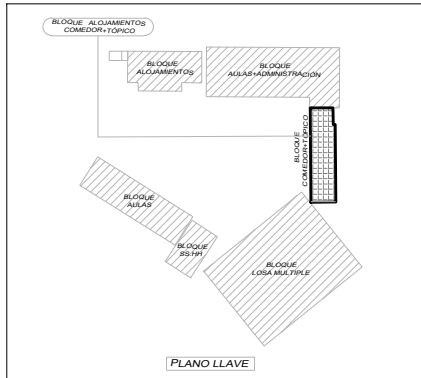 BLOQUE ALOJAMIENTOS
COMEDOR+TÓPICO
BLOQUE
ALOJAMIENTOS
BLOQUE
AULAS+ADMINISTRACIÓN
BLOQUE
COMEDOR+TÓPICO
BLOQUE
AULAS
BLOQUE
SS.HH
BLOQUE
LOSA MULTIPLE
PLANO LLAVE